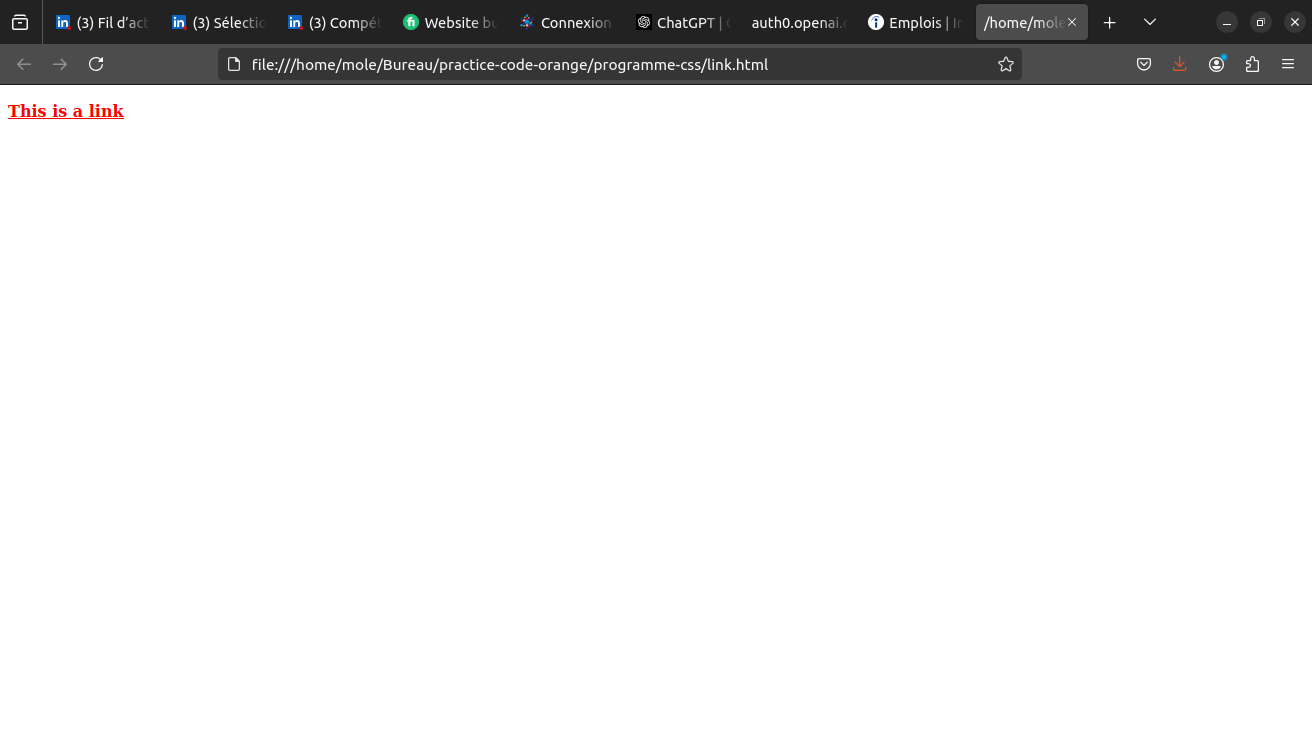 (3) Fil d'act
(3) Sélectio
(3) Compét
Website bu
Connexion
ChatGPT |
auth0.openai.c
Emplois | In
/home/mole
file:///home/mole/Bureau/practice-code-orange/programme-css/link.html
This is a link